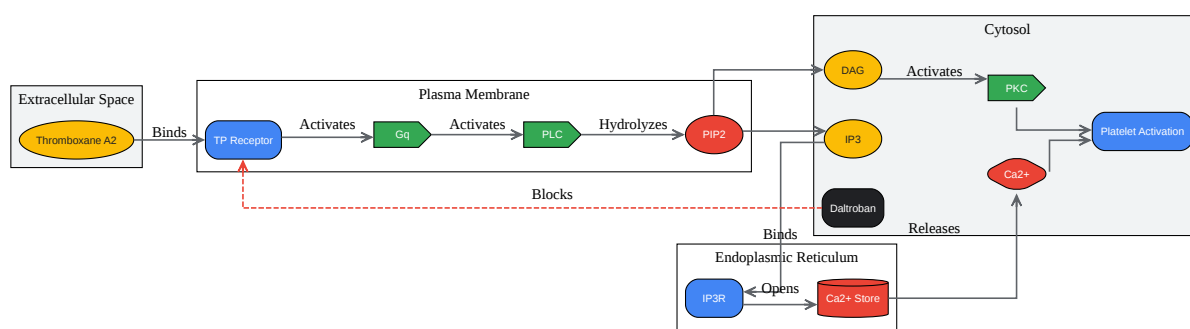 Cytosol
Extracellular Space
Thromboxane A2
Binds
Plasma Membrane
TP Receptor
Activates
Gq
Activates
PLC
Hydrolyzes
PIP2
DAG
Activates
PKC
IP3
Platelet Activation
Ca2+
Daltroban
Blocks
Binds
Releases
Endoplasmic Reticulum
IP3R
Opens
Ca2+ Store